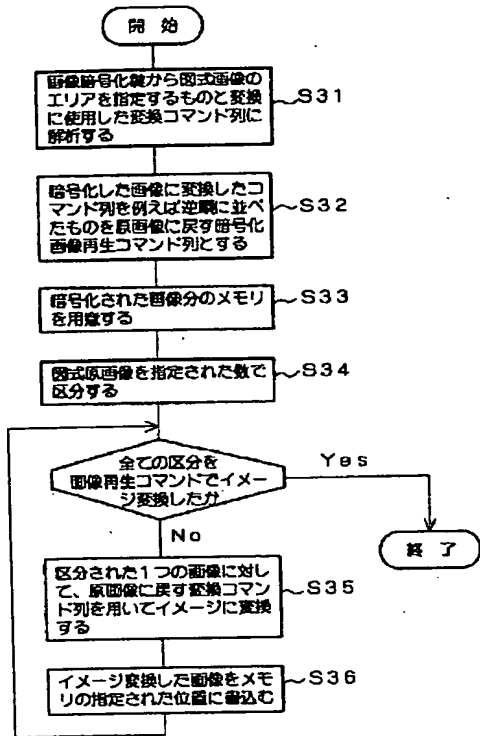 開 始
画像暗号化鍵から図式画像の
エリアを指定するものと変換
に使用した変換コマンド列に
解析する
S31
暗号化した画像に変換したコ
マンド列を例えば逆順に並べ
たものを原画像に戻す暗号化
画像再生コマンド列とする
S32
暗号化された画像分のメモリ
を用意する
S33
図式原画像を指定された数で
区分する
S34
全ての区分を
画像再生コマンドでイメー
ジ変換したか
Yes
No
終 了
区分された1つの画像に対し
て、原画像に戻す変換コマン
ド列を用いてイメージに変換
する
S35
イメージ変換した画像をメモ
リの指定された位置に書込む
S36